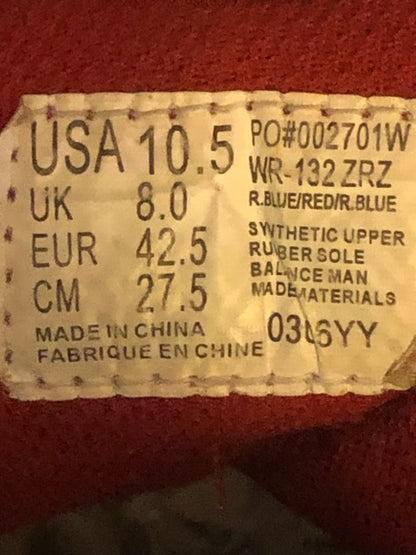 USA 10.5
UK 8.0
EUR 42.5
CM 27.5
MADE IN CHINA
FABRIQUE EN CHINE
PO#002701W
WR-132 ZRZ
R.BLUE/RED/R.BLUE
SYNTHETIC UPPER
RUBBER SOLE
BALANCE MAN
MADE MATERIALS